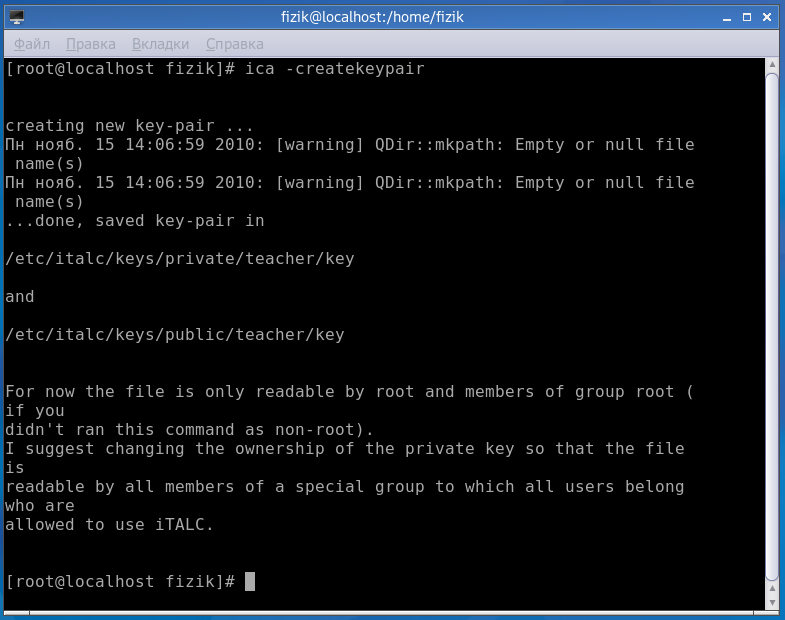 fizik@localhost:/home/fizik
Файл Правка Вкладки Справка
[root@localhost fizik]# ica -createkeypair
creating new key-pair ...
Пн нояб. 15 14:06:59 2010: [warning] QDir::mkpath: Empty or null file
name(s)
Пн нояб. 15 14:06:59 2010: [warning] QDir::mkpath: Empty or null file
name(s)
...done, saved key-pair in
/etc/italc/keys/private/teacher/key
and
/etc/italc/keys/public/teacher/key
For now the file is only readable by root and members of group root (
if you
didn't ran this command as non-root).
I suggest changing the ownership of the private key so that the file
is
readable by all members of a special group to which all users belong
who are
allowed to use iTALC.
[root@localhost fizik]#